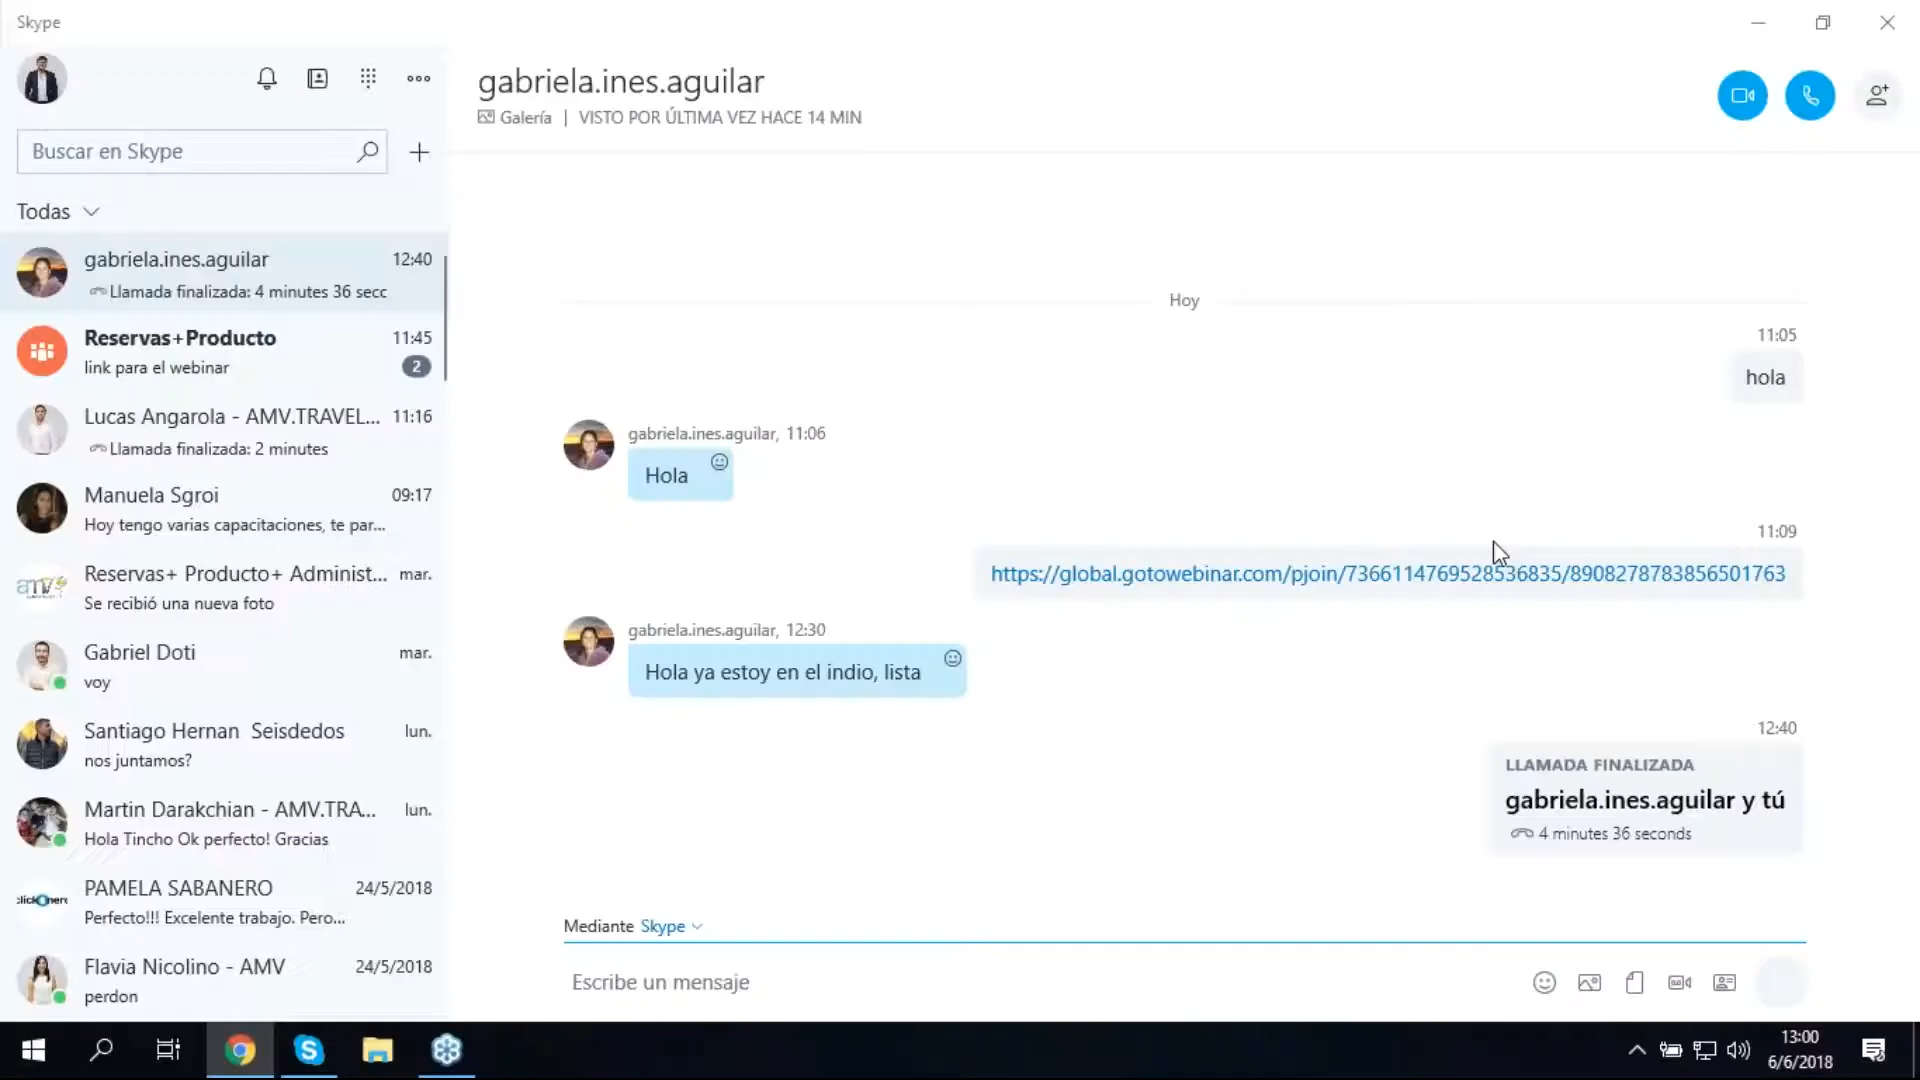 Skype
Buscar en Skype
Todas
gabriela.ines.aguilar 12:40
Llamada finalizada: 4 minutes 36 secc
Reservas+Producto 11:45
link para el webinar 2
Lucas Angarola - AMV.TRAVEL... 11:16
Llamada finalizada: 2 minutes
Manuela Sgroi 09:17
Hoy tengo varias capacitaciones, te par...
Reservas+ Producto+ Administ... mar.
Se recibió una nueva foto
Gabriel Doti mar.
voy
Santiago Hernan Seisdedos lun.
nos juntamos?
Martin Darakchian - AMV.TRA... lun.
Hola Tincho Ok perfecto! Gracias
PAMELA SABANERO 24/5/2018
Perfecto!!! Excelente trabajo. Pero...
Flavia Nicolino - AMV 24/5/2018
perdon
gabriela.ines.aguilar
Galería | VISTO POR ÚLTIMA VEZ HACE 14 MIN
Hoy
11:05
hola
gabriela.ines.aguilar, 11:06
Hola
11:09
https://global.gotowebinar.com/pjoin/7366114769528536835/8908278783856501763
gabriela.ines.aguilar, 12:30
Hola ya estoy en el indio, lista
12:40
LLAMADA FINALIZADA
gabriela.ines.aguilar y tú
4 minutes 36 seconds
Mediante Skype
Escribe un mensaje
13:00
6/6/2018